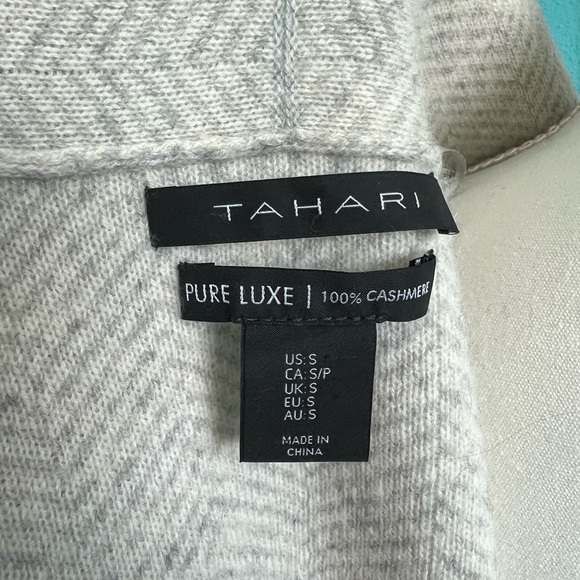 TAHARI
PURE LUXE | 100% CASHMERE
US: S
CA: S/P
UK: S
EU: S
AU: S
MADE IN
CHINA